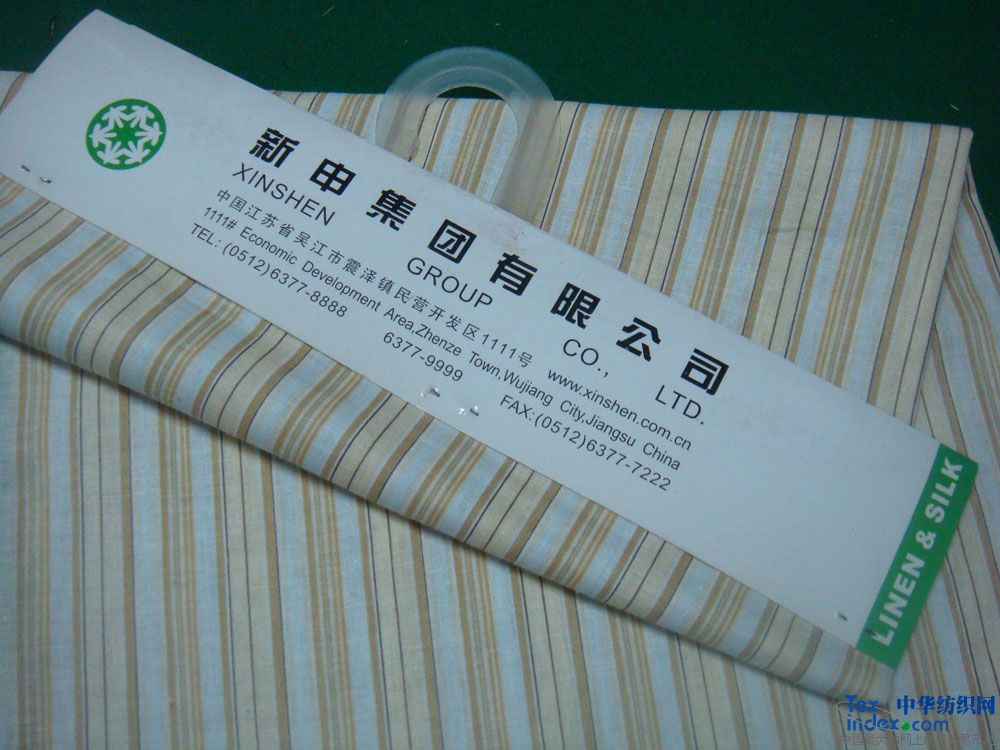 新申集团有限公司
XINSHEN GROUP CO., LTD.
中国江苏省吴江市震泽镇民营开发区1111号 www.xinshen.com.cn
1111# Economic Development Area,Zhenze Town,Wujiang City,Jiangsu China
TEL: (0512)6377-8888 6377-9999 FAX:(0512)6377-7222
LINEN & SILK
Tex 中华纺织网
index.com